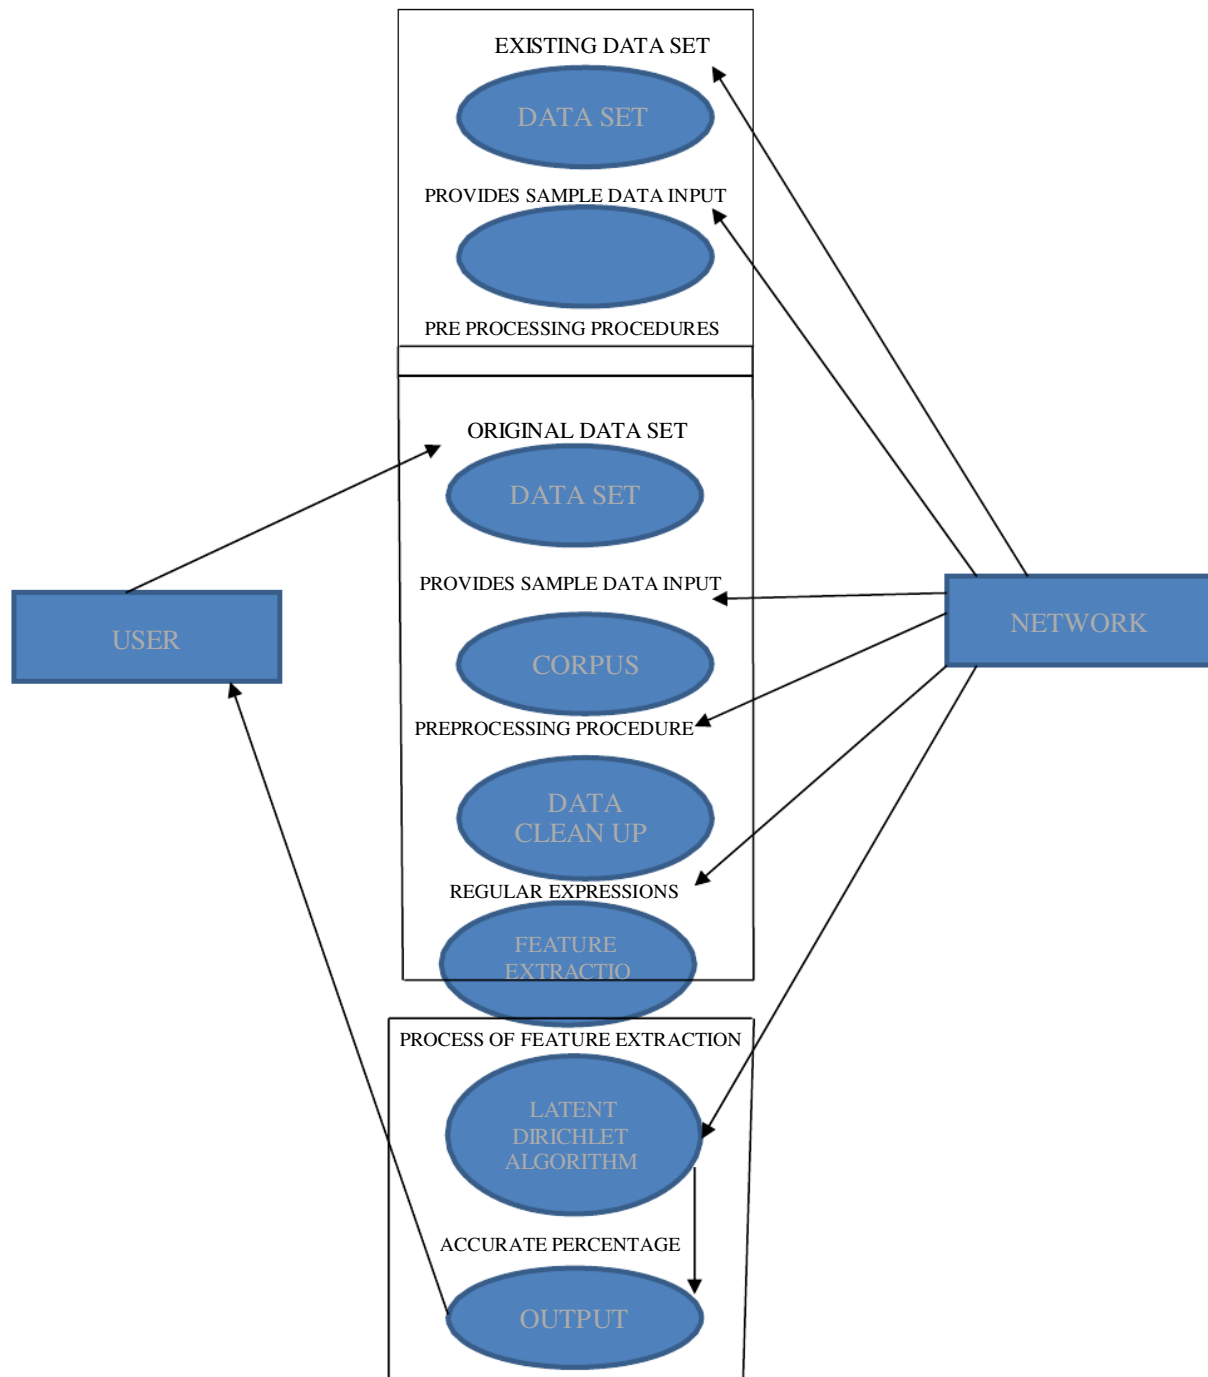 EXISTING DATA SET
DATA SET
PROVIDES SAMPLE DATA INPUT
PRE PROCESSING PROCEDURES
ORIGINAL DATA SET
DATA SET
PROVIDES SAMPLE DATA INPUT
USER
NETWORK
CORPUS
PREPROCESSING PROCEDURE
DATA
CLEAN UP
REGULAR EXPRESSIONS
FEATURE
EXTRACTIO
PROCESS OF FEATURE EXTRACTION
LATENT
DIRICHLET
ALGORITHM
ACCURATE PERCENTAGE
OUTPUT